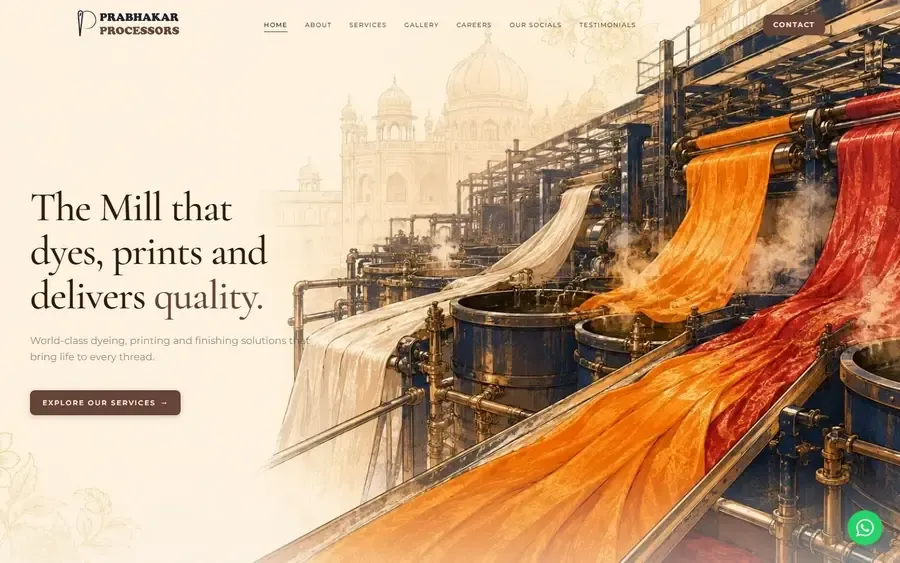 PRABHAKAR
PROCESSORS
HOME ABOUT SERVICES GALLERY CAREERS OUR SOCIALS TESTIMONIALS
CONTACT
The Mill that
dyes, prints and
delivers quality.
World-class dyeing, printing and finishing solutions that
bring life to every thread.
EXPLORE OUR SERVICES →